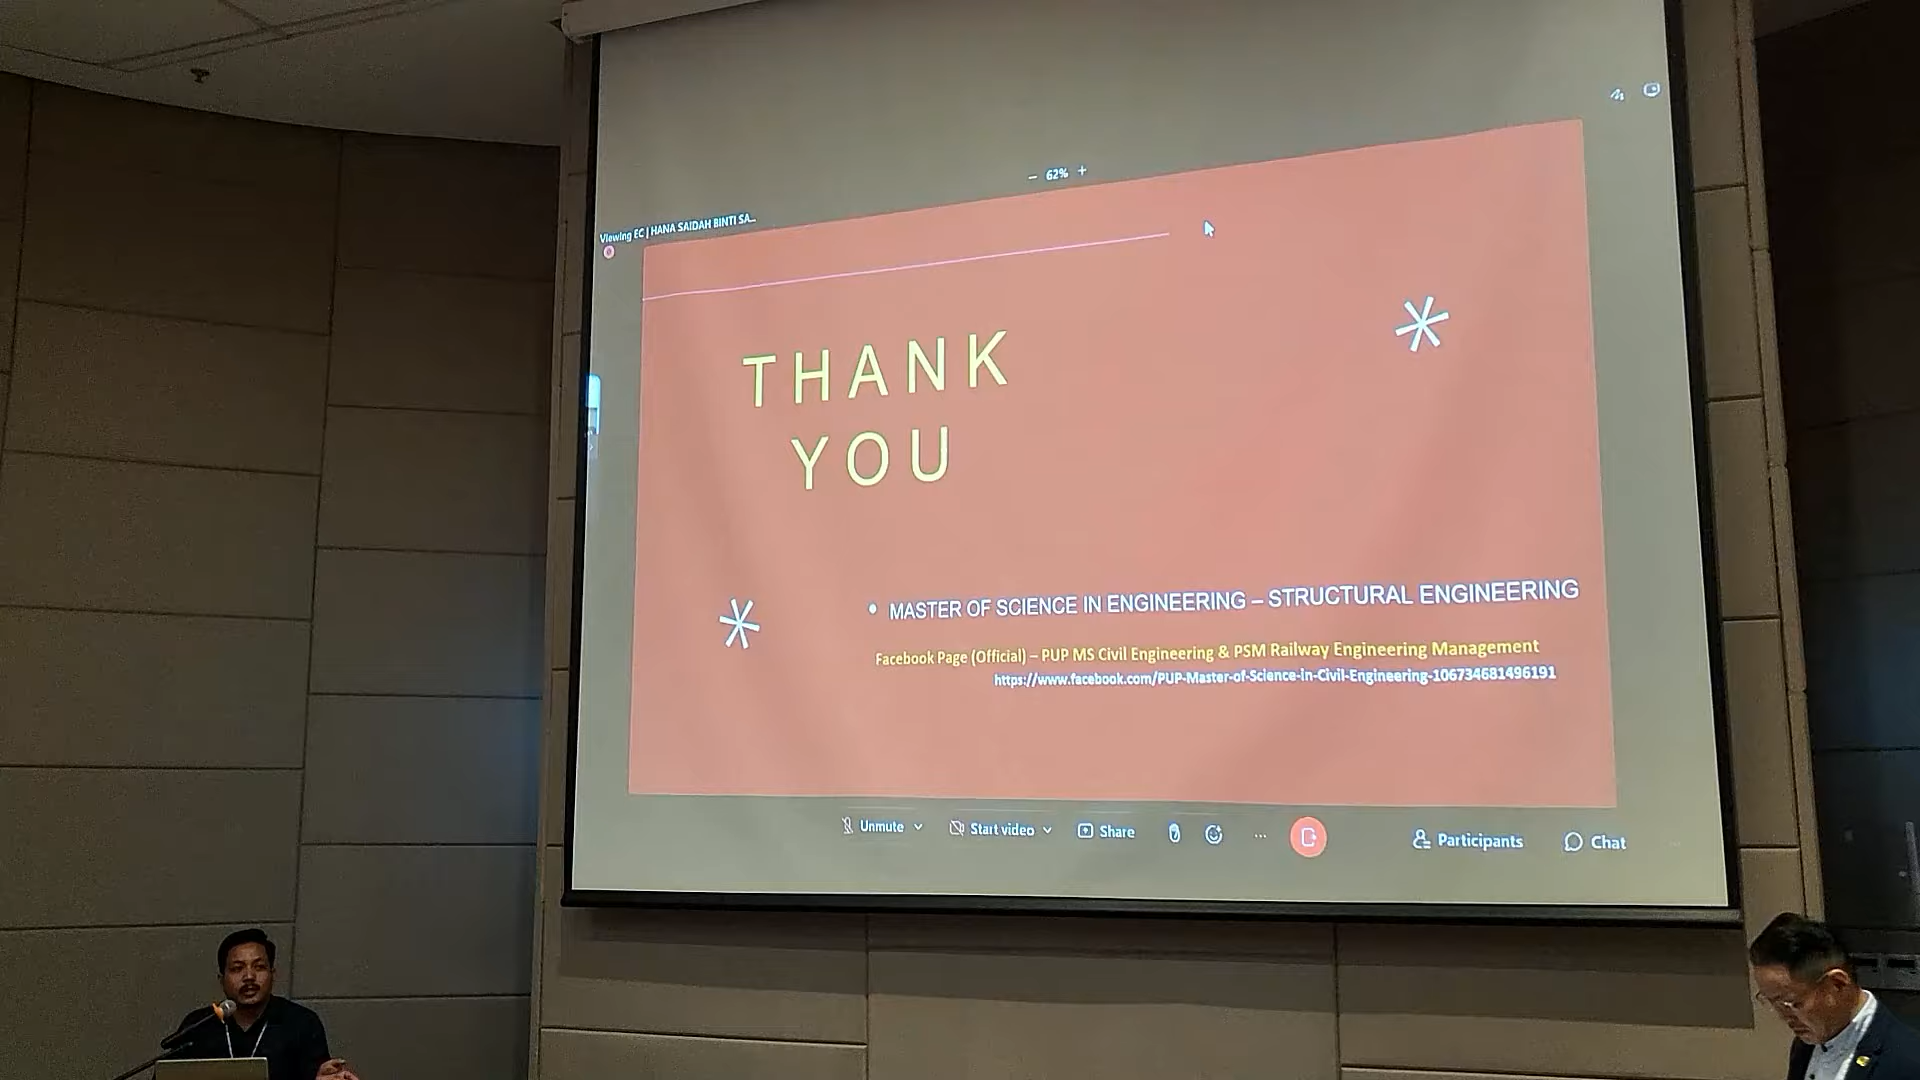 62%
Viewing EC | HANA SAIDAH BINTI SA...
THANK
YOU
• MASTER OF SCIENCE IN ENGINEERING – STRUCTURAL ENGINEERING
Facebook Page (Official) – PUP MS Civil Engineering & PSM Railway Engineering Management
https://www.facebook.com/PUP-Master-of-Science-in-Civil-Engineering-106734681496191
Unmute Start video Share ... Participants Chat